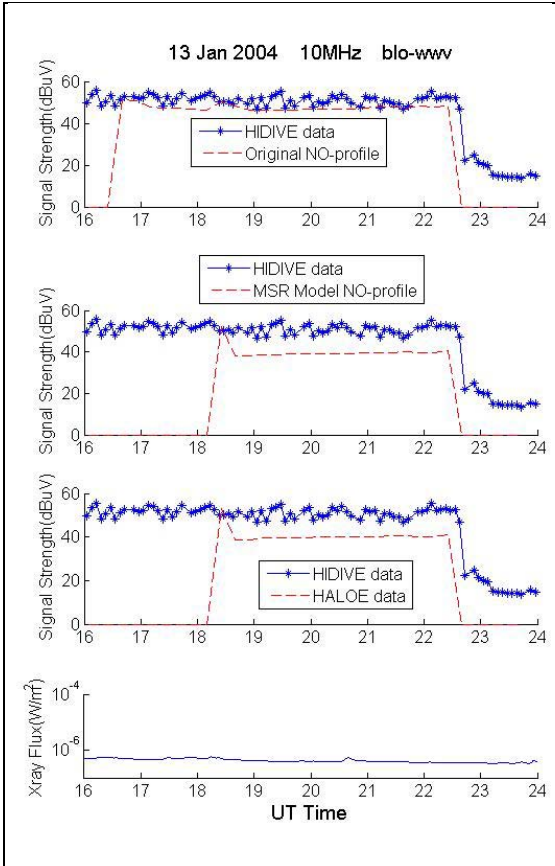 13 Jan 2004 10MHz blo-wwv
Signal Strength(dBuV)
60
40
20
0
HIDIVE data
Original NO-profile
16 17 18 19 20 21 22 23 24
HIDIVE data
MSR Model NO-profile
Signal Strength(dBuV)
60
40
20
0
16 17 18 19 20 21 22 23 24
Signal Strength(dBuV)
60
40
20
0
HIDIVE data
HALOE data
16 17 18 19 20 21 22 23 24
Xray Flux(W/m²)
10⁻⁴
10⁻⁶
16 17 18 19 20 21 22 23 24
UT Time